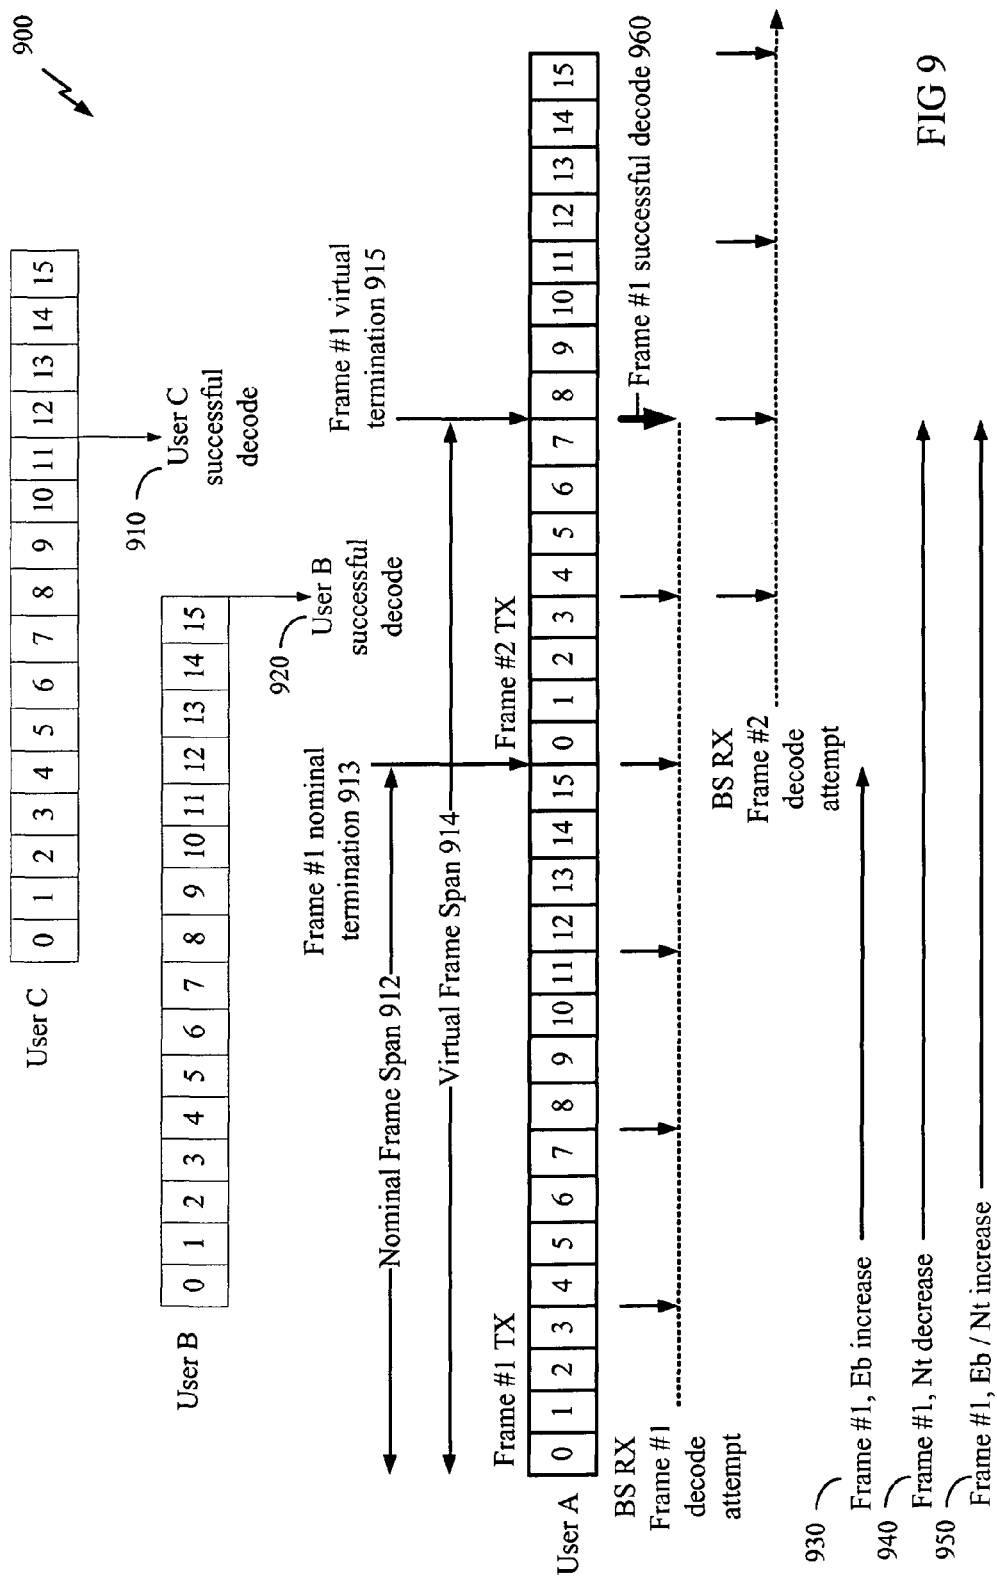 900
User C
0 1 2 3 4 5 6 7 8 9 10 11 12 13 14 15
910
User C
successful
decode
User B
0 1 2 3 4 5 6 7 8 9 10 11 12 13 14 15
920
User B
successful
decode
Frame #1 nominal
termination 913
Frame #1 virtual
termination 915
Nominal Frame Span 912
Virtual Frame Span 914
Frame #1 TX
Frame #2 TX
User A
0 1 2 3 4 5 6 7 8 9 10 11 12 13 14 15 0 1 2 3 4 5 6 7 8 9 10 11 12 13 14 15
BS RX
Frame #1
decode
attempt
Frame #1 successful decode 960
BS RX
Frame #2
decode
attempt
930
Frame #1, Eb increase
940
Frame #1, Nt decrease
950
Frame #1, Eb / Nt increase
FIG 9